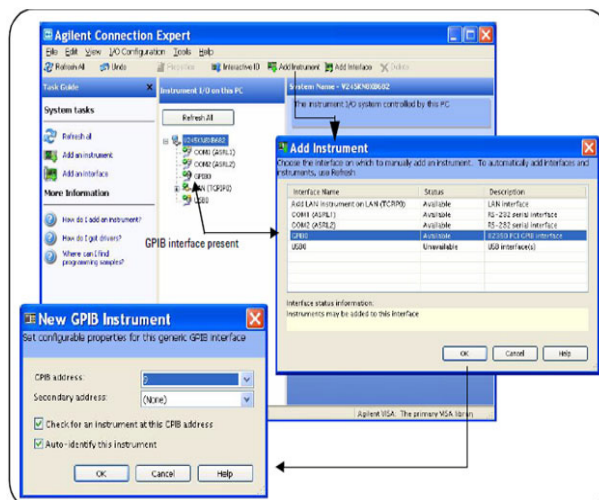 Agilent Connection Expert
File Edit View I/O Configuration Tools Help
Refresh All Undo Properties Interactive IO Add Instrument Add Interface Delete
Task Guide
System tasks
Refresh all
Add an instrument
Add an interface
More Information
How do I add an instrument?
How do I get drivers?
Where can I find programming samples?
Instrument I/O on this PC
Refresh All
COM1 (ASRL1)
COM2 (ASRL2)
GPIB0
LAN (TCPIP0)
USB0
GPIB interface present
The instrument I/O system controlled by this PC
Add Instrument
Choose the interface on which to manually add an instrument. To automatically add interfaces and
instruments, use Refresh
Interface Name Status Description
Add LAN instrument on LAN (TCPIP0) Available LAN interface
COM1 (ASRL1) Available RS-232 serial interface
COM2 (ASRL2) Available RS-232 serial interface
GPIB0 Available 82350 PCI GPIB interface
USB0 Unavailable USB interface(s)
Interface status information:
Instruments may be added to this interface
OK Cancel Help
New GPIB Instrument
Set configurable properties for this generic GPIB interface
GPIB address:
Secondary address: (None)
Check for an instrument at this GPIB address
Auto-identify this instrument
OK Cancel Help
Agilent VISA: The primary VISA library